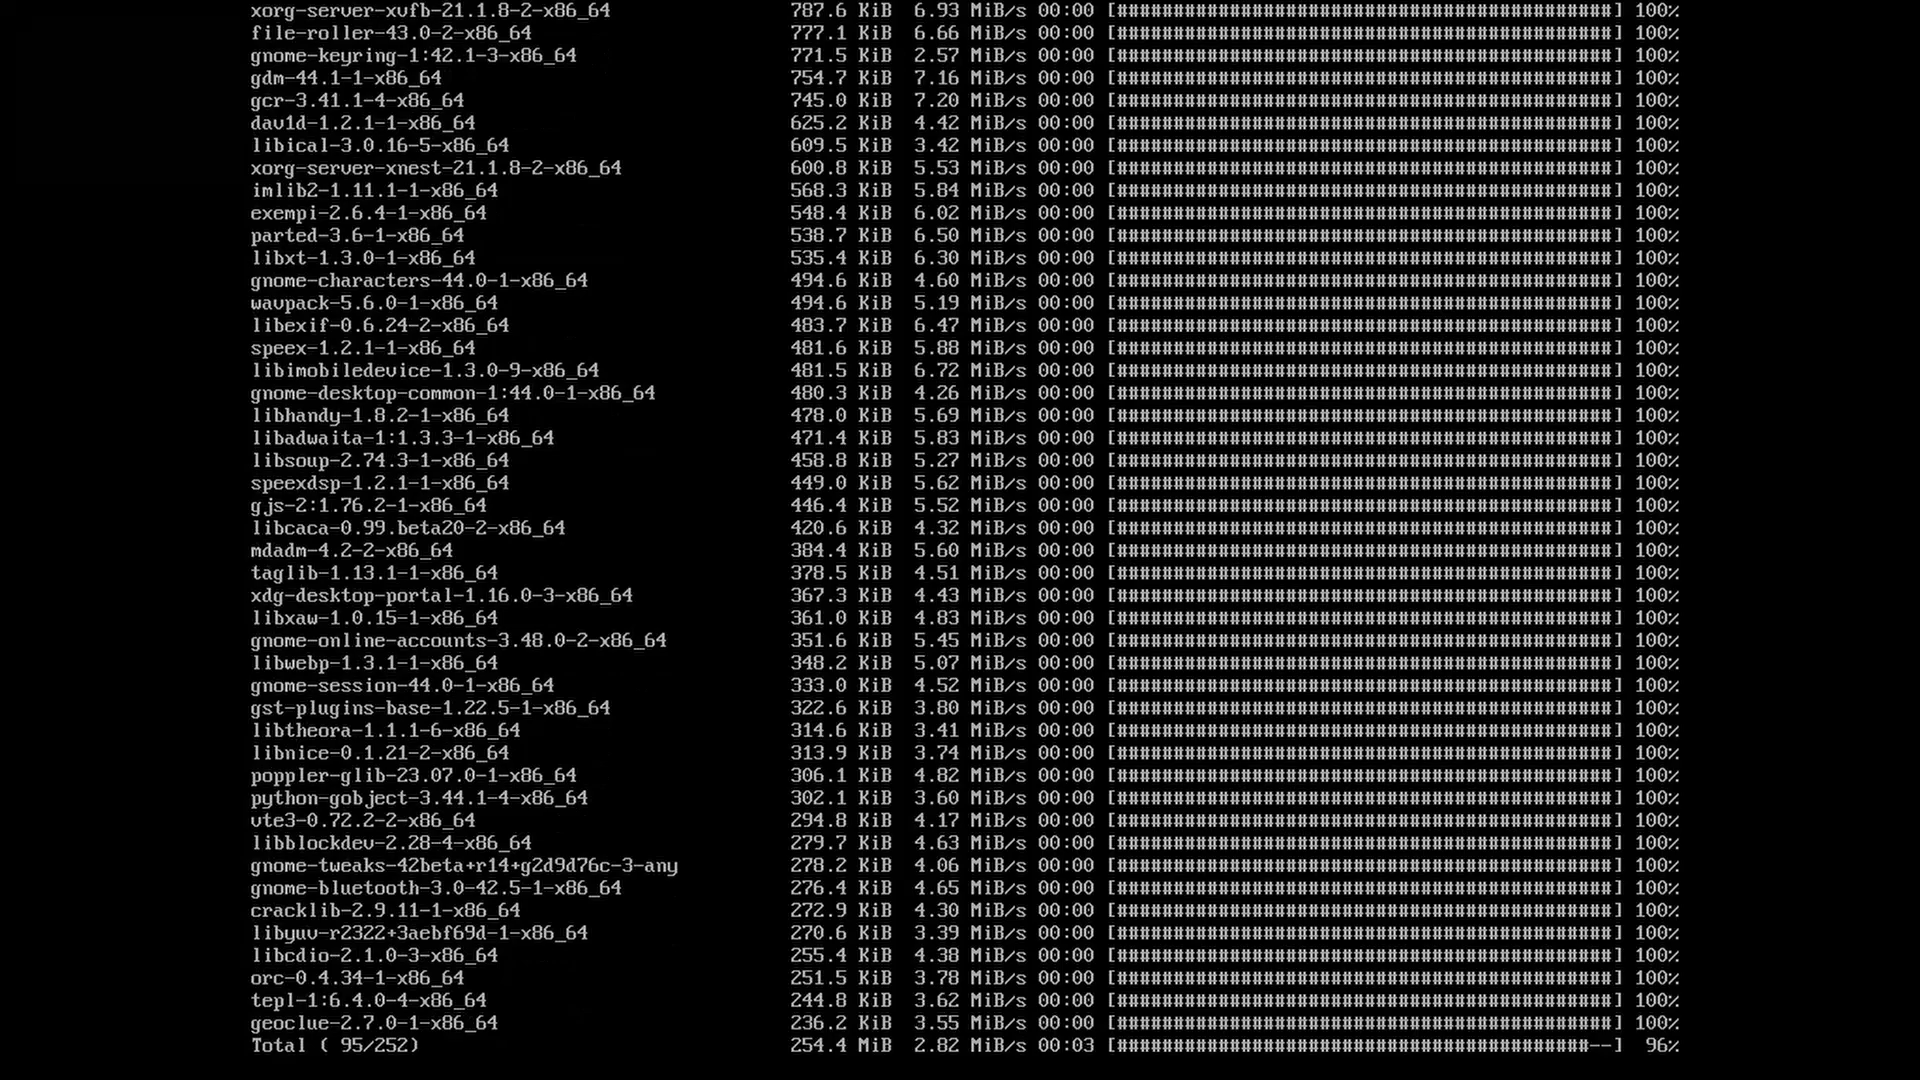 xorg-server-xvfb-21.1.8-2-x86_64 787.6 KiB 6.93 MiB/s 00:00 [############################################] 100%
file-roller-43.0-2-x86_64 777.1 KiB 6.66 MiB/s 00:00 [############################################] 100%
gnome-keyring-1:42.1-3-x86_64 771.5 KiB 2.57 MiB/s 00:00 [############################################] 100%
gdm-44.1-1-x86_64 754.7 KiB 7.16 MiB/s 00:00 [############################################] 100%
gcr-3.41.1-4-x86_64 745.0 KiB 7.20 MiB/s 00:00 [############################################] 100%
dav1d-1.2.1-1-x86_64 625.2 KiB 4.42 MiB/s 00:00 [############################################] 100%
libical-3.0.16-5-x86_64 609.5 KiB 3.42 MiB/s 00:00 [############################################] 100%
xorg-server-xnest-21.1.8-2-x86_64 600.8 KiB 5.53 MiB/s 00:00 [############################################] 100%
imlib2-1.11.1-1-x86_64 568.3 KiB 5.84 MiB/s 00:00 [############################################] 100%
exempi-2.6.4-1-x86_64 548.4 KiB 6.02 MiB/s 00:00 [############################################] 100%
parted-3.6-1-x86_64 538.7 KiB 6.50 MiB/s 00:00 [############################################] 100%
libxt-1.3.0-1-x86_64 535.4 KiB 6.30 MiB/s 00:00 [############################################] 100%
gnome-characters-44.0-1-x86_64 494.6 KiB 4.60 MiB/s 00:00 [############################################] 100%
wavpack-5.6.0-1-x86_64 494.6 KiB 5.19 MiB/s 00:00 [############################################] 100%
libexif-0.6.24-2-x86_64 483.7 KiB 6.47 MiB/s 00:00 [############################################] 100%
speex-1.2.1-1-x86_64 481.6 KiB 5.88 MiB/s 00:00 [############################################] 100%
libimobiledevice-1.3.0-9-x86_64 481.5 KiB 6.72 MiB/s 00:00 [############################################] 100%
gnome-desktop-common-1:44.0-1-x86_64 480.3 KiB 4.26 MiB/s 00:00 [############################################] 100%
libhandy-1.8.2-1-x86_64 478.0 KiB 5.69 MiB/s 00:00 [############################################] 100%
libadwaita-1:1.3.3-1-x86_64 471.4 KiB 5.83 MiB/s 00:00 [############################################] 100%
libsoup-2.74.3-1-x86_64 458.8 KiB 5.27 MiB/s 00:00 [############################################] 100%
speexdsp-1.2.1-1-x86_64 449.0 KiB 5.62 MiB/s 00:00 [############################################] 100%
gjs-2:1.76.2-1-x86_64 446.4 KiB 5.52 MiB/s 00:00 [############################################] 100%
libcaca-0.99.beta20-2-x86_64 420.6 KiB 4.32 MiB/s 00:00 [############################################] 100%
mdadm-4.2-2-x86_64 384.4 KiB 5.60 MiB/s 00:00 [############################################] 100%
taglib-1.13.1-1-x86_64 378.5 KiB 4.51 MiB/s 00:00 [############################################] 100%
xdg-desktop-portal-1.16.0-3-x86_64 367.3 KiB 4.43 MiB/s 00:00 [############################################] 100%
libxaw-1.0.15-1-x86_64 361.0 KiB 4.83 MiB/s 00:00 [############################################] 100%
gnome-online-accounts-3.48.0-2-x86_64 351.6 KiB 5.45 MiB/s 00:00 [############################################] 100%
libwebp-1.3.1-1-x86_64 348.2 KiB 5.07 MiB/s 00:00 [############################################] 100%
gnome-session-44.0-1-x86_64 333.0 KiB 4.52 MiB/s 00:00 [############################################] 100%
gst-plugins-base-1.22.5-1-x86_64 322.6 KiB 3.80 MiB/s 00:00 [############################################] 100%
libtheora-1.1.1-6-x86_64 314.6 KiB 3.41 MiB/s 00:00 [############################################] 100%
libnice-0.1.21-2-x86_64 313.9 KiB 3.74 MiB/s 00:00 [############################################] 100%
poppler-glib-23.07.0-1-x86_64 306.1 KiB 4.82 MiB/s 00:00 [############################################] 100%
python-gobject-3.44.1-4-x86_64 302.1 KiB 3.60 MiB/s 00:00 [############################################] 100%
vte3-0.72.2-2-x86_64 294.8 KiB 4.17 MiB/s 00:00 [############################################] 100%
libblockdev-2.28-4-x86_64 279.7 KiB 4.63 MiB/s 00:00 [############################################] 100%
gnome-tweaks-42beta+r14+g2d9d76c-3-any 278.2 KiB 4.06 MiB/s 00:00 [############################################] 100%
gnome-bluetooth-3.0-42.5-1-x86_64 276.4 KiB 4.65 MiB/s 00:00 [############################################] 100%
cracklib-2.9.11-1-x86_64 272.9 KiB 4.30 MiB/s 00:00 [############################################] 100%
libyuv-r2322+3aebf69d-1-x86_64 270.6 KiB 3.39 MiB/s 00:00 [############################################] 100%
libcdio-2.1.0-3-x86_64 255.4 KiB 4.38 MiB/s 00:00 [############################################] 100%
orc-0.4.34-1-x86_64 251.5 KiB 3.78 MiB/s 00:00 [############################################] 100%
tepl-1:6.4.0-4-x86_64 244.8 KiB 3.62 MiB/s 00:00 [############################################] 100%
geoclue-2.7.0-1-x86_64 236.2 KiB 3.55 MiB/s 00:00 [############################################] 100%
Total ( 95/252) 254.4 MiB 2.82 MiB/s 00:03 [##########################################--] 96%